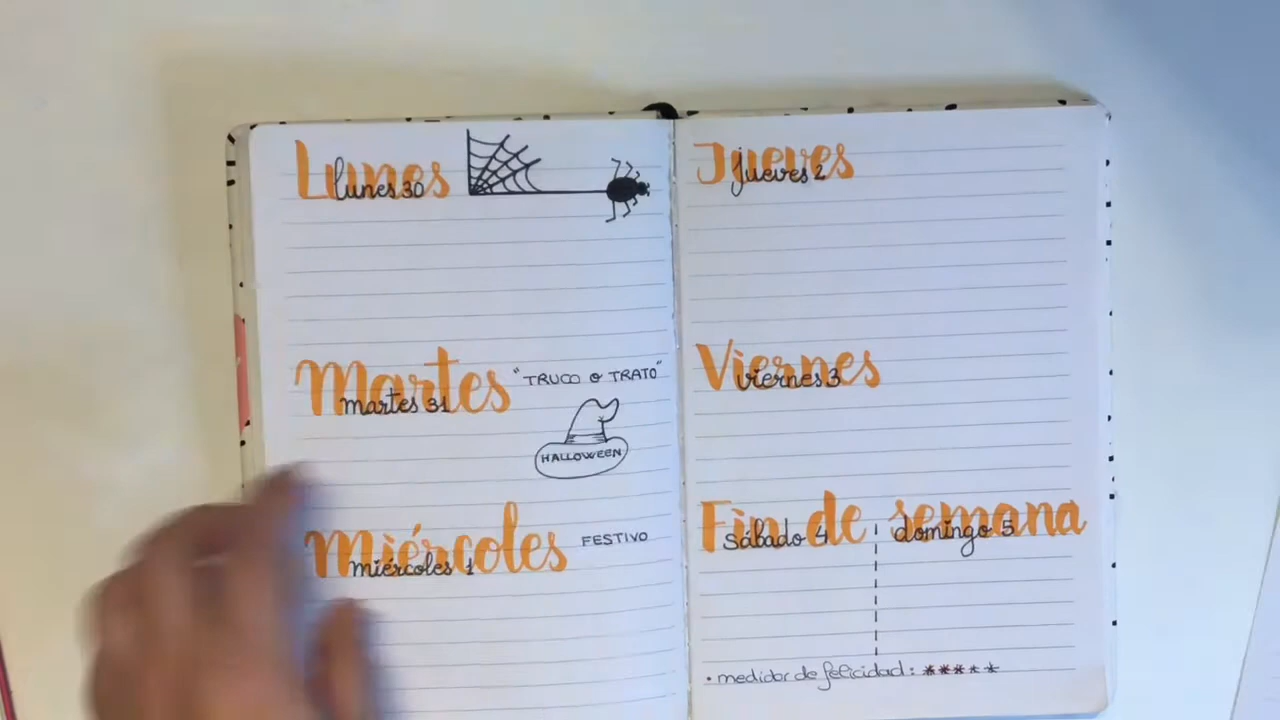 Lunes
lunes 30
Martes
martes 31
"TRUCO o TRATO"
HALLOWEEN
Miércoles
miércoles 1
FESTIVO
Jueves
jueves 2
Viernes
viernes 3
Fin de semana
Sábado 4
domingo 5
• medidor de felicidad: *****